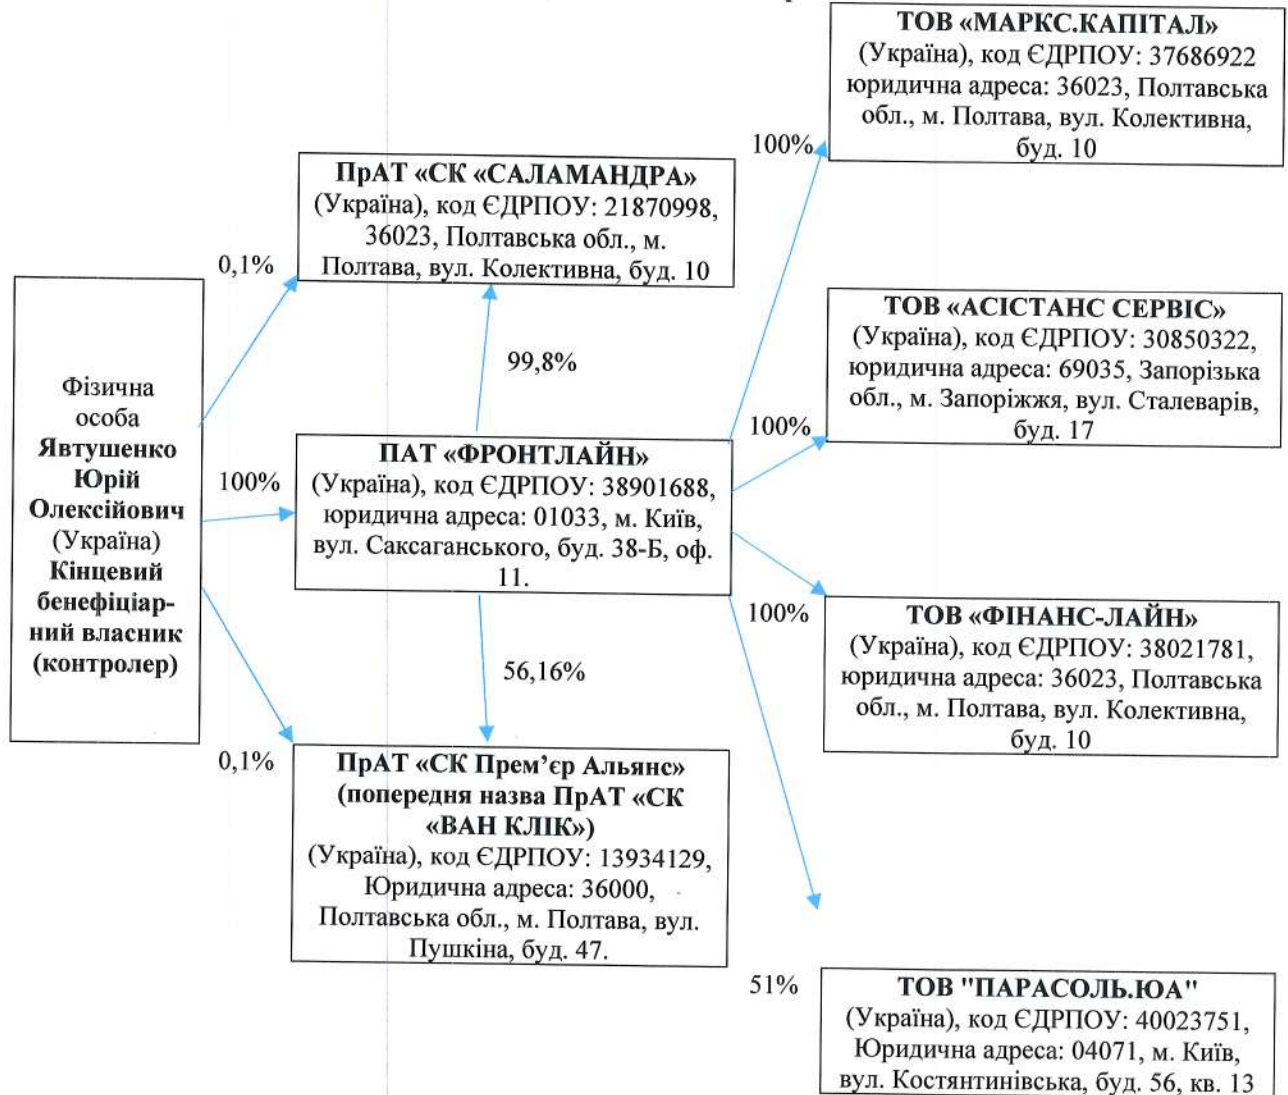 ТОВ «МАРКС.КАПІТАЛ»
(Україна), код ЄДРПОУ: 37686922
юридична адреса: 36023, Полтавська
обл., м. Полтава, вул. Колективна,
буд. 10
100%
ПрАТ «СК «САЛАМАНДРА»
(Україна), код ЄДРПОУ: 21870998,
36023, Полтавська обл., м.
Полтава, вул. Колективна, буд. 10
0,1%
99,8%
ТОВ «АСІСТАНС СЕРВІС»
(Україна), код ЄДРПОУ: 30850322,
юридична адреса: 69035, Запорізька
обл., м. Запоріжжя, вул. Сталеварів,
буд. 17
100%
Фізична
особа
Явтушенко
Юрій
Олексійович
(Україна)
Кінцевий
бенефіціар-
ний власник
(контролер)
100%
ПАТ «ФРОНТЛАЙН»
(Україна), код ЄДРПОУ: 38901688,
юридична адреса: 01033, м. Київ,
вул. Саксаганського, буд. 38-Б, оф.
11.
100%
ТОВ «ФІНАНС-ЛАЙН»
(Україна), код ЄДРПОУ: 38021781,
юридична адреса: 36023, Полтавська
обл., м. Полтава, вул. Колективна,
буд. 10
56,16%
0,1%
ПрАТ «СК Прем’єр Альянс»
(попередня назва ПрАТ «СК
«ВАН КЛІК»)
(Україна), код ЄДРПОУ: 13934129,
Юридична адреса: 36000,
Полтавська обл., м. Полтава, вул.
Пушкіна, буд. 47.
51%
ТОВ "ПАРАСОЛЬ.ЮА"
(Україна), код ЄДРПОУ: 40023751,
Юридична адреса: 04071, м. Київ,
вул. Костянтинівська, буд. 56, кв. 13